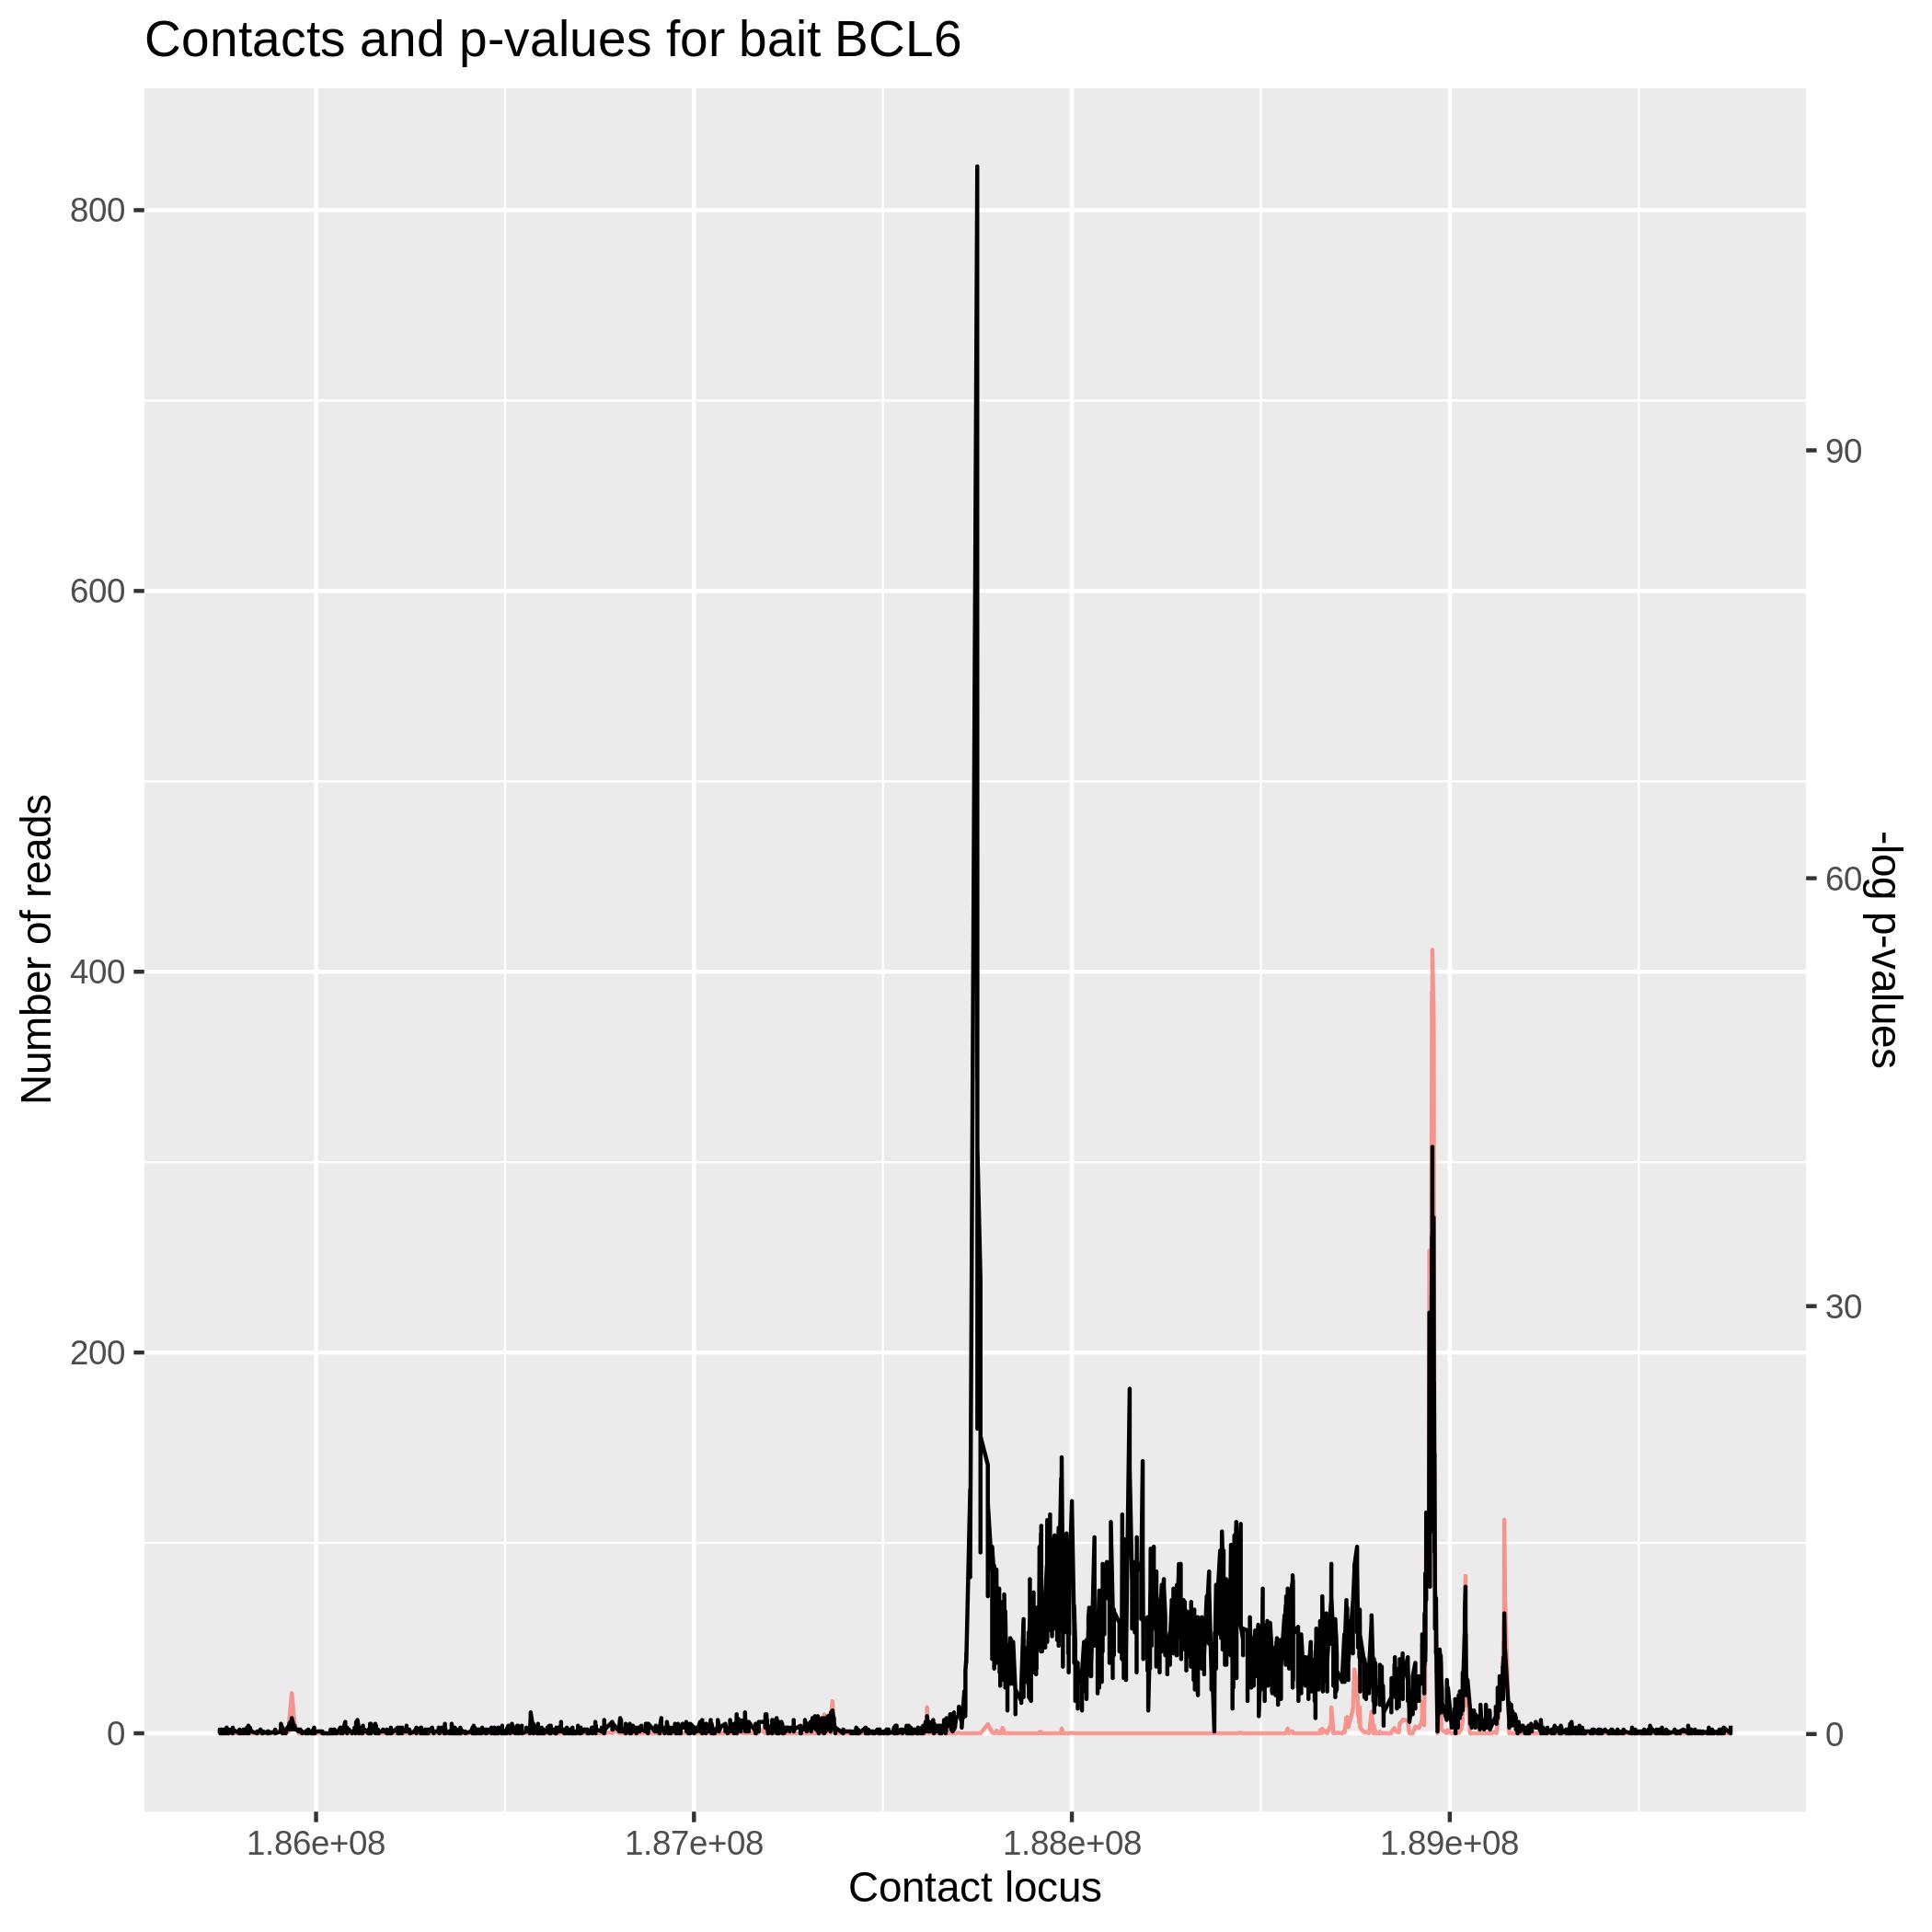 Contacts and p-values for bait BCL6
800
600
400
200
0
Number of reads
90
60
30
0
-log p-values
1.86e+08
1.87e+08
1.88e+08
1.89e+08
Contact locus